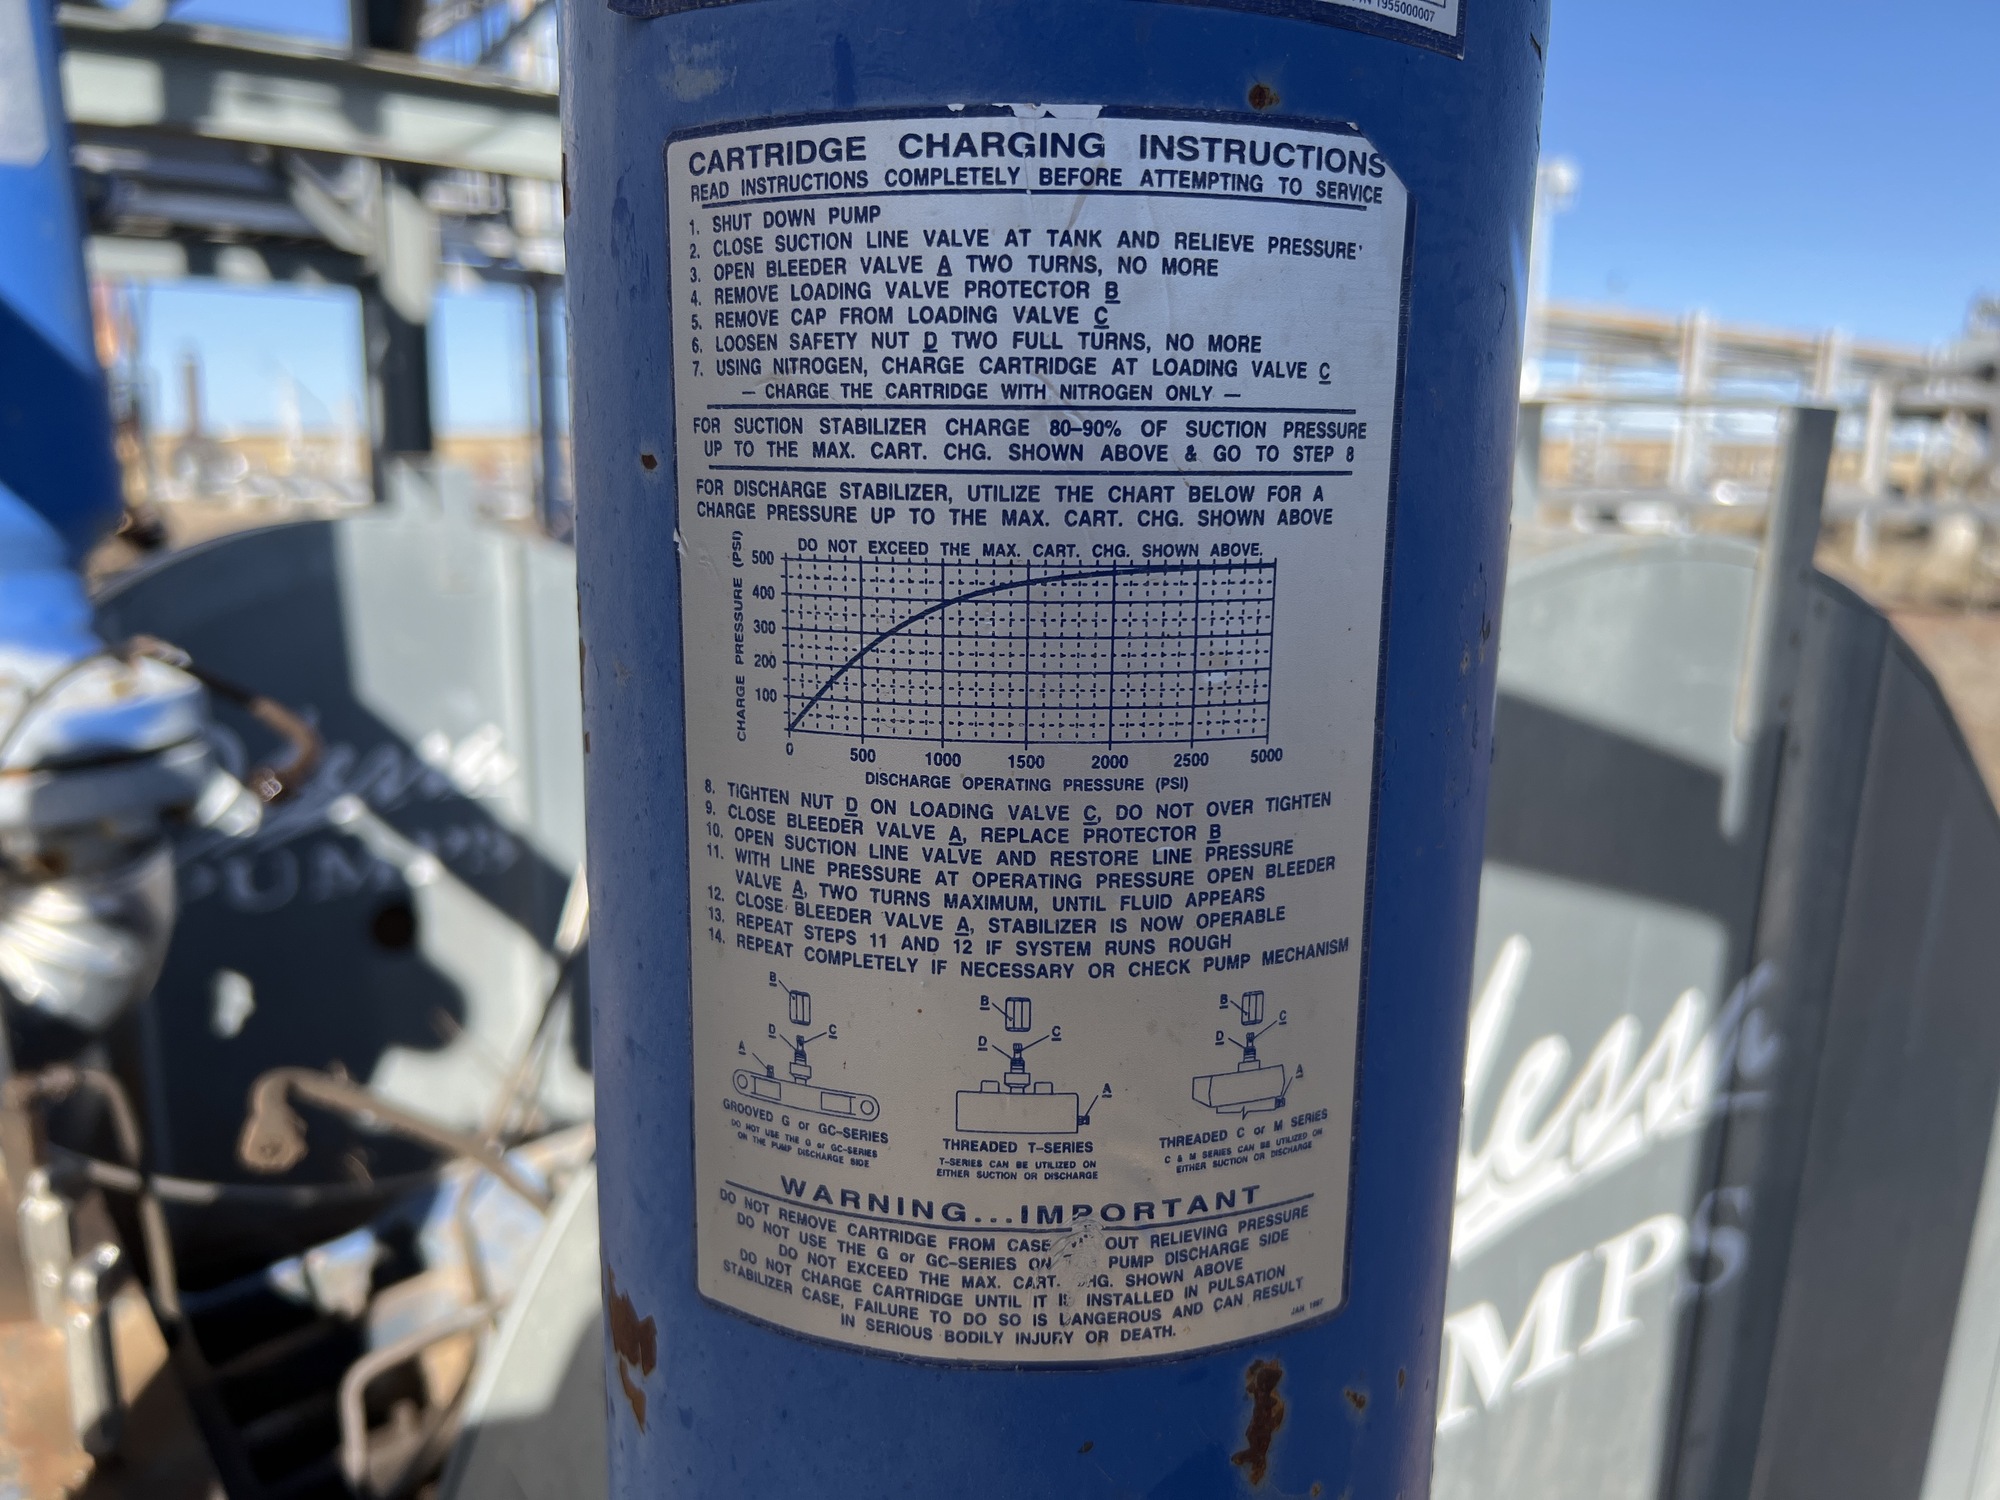 1955000007
CARTRIDGE CHARGING INSTRUCTIONS
READ INSTRUCTIONS COMPLETELY BEFORE ATTEMPTING TO SERVICE
1. SHUT DOWN PUMP
2. CLOSE SUCTION LINE VALVE AT TANK AND RELIEVE PRESSURE
3. OPEN BLEEDER VALVE A TWO TURNS, NO MORE
4. REMOVE LOADING VALVE PROTECTOR B
5. REMOVE CAP FROM LOADING VALVE C
6. LOOSEN SAFETY NUT D TWO FULL TURNS, NO MORE
7. USING NITROGEN, CHARGE CARTRIDGE AT LOADING VALVE C
— CHARGE THE CARTRIDGE WITH NITROGEN ONLY —
FOR SUCTION STABILIZER CHARGE 80–90% OF SUCTION PRESSURE
UP TO THE MAX. CART. CHG. SHOWN ABOVE & GO TO STEP 8
FOR DISCHARGE STABILIZER, UTILIZE THE CHART BELOW FOR A
CHARGE PRESSURE UP TO THE MAX. CART. CHG. SHOWN ABOVE
DO NOT EXCEED THE MAX. CART. CHG. SHOWN ABOVE.
CHARGE PRESSURE (PSI)
500
400
300
200
100
0 500 1000 1500 2000 2500 5000
DISCHARGE OPERATING PRESSURE (PSI)
8. TIGHTEN NUT D ON LOADING VALVE C, DO NOT OVER TIGHTEN
9. CLOSE BLEEDER VALVE A, REPLACE PROTECTOR B
10. OPEN SUCTION LINE VALVE AND RESTORE LINE PRESSURE
11. WITH LINE PRESSURE AT OPERATING PRESSURE OPEN BLEEDER
VALVE A, TWO TURNS MAXIMUM, UNTIL FLUID APPEARS
12. CLOSE BLEEDER VALVE A, STABILIZER IS NOW OPERABLE
13. REPEAT STEPS 11 AND 12 IF SYSTEM RUNS ROUGH
14. REPEAT COMPLETELY IF NECESSARY OR CHECK PUMP MECHANISM
B
D C
A
GROOVED G or GC-SERIES
DO NOT USE THE G or GC-SERIES
ON THE PUMP DISCHARGE SIDE
B
D C
A
THREADED T-SERIES
T-SERIES CAN BE UTILIZED ON
EITHER SUCTION OR DISCHARGE
B
C
D
A
THREADED C or M SERIES
C & M SERIES CAN BE UTILIZED ON
EITHER SUCTION OR DISCHARGE
WARNING...IMPORTANT
DO NOT REMOVE CARTRIDGE FROM CASE OUT RELIEVING PRESSURE
DO NOT USE THE G or GC-SERIES ON PUMP DISCHARGE SIDE
DO NOT EXCEED THE MAX. CART. HG. SHOWN ABOVE
DO NOT CHARGE CARTRIDGE UNTIL IT IS INSTALLED IN PULSATION
STABILIZER CASE, FAILURE TO DO SO IS DANGEROUS AND CAN RESULT
IN SERIOUS BODILY INJURY OR DEATH.
MPS